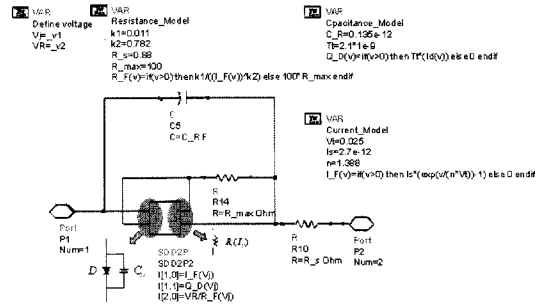 VAR
Define voltage
Vj=_v1
VR=_v2
VAR
Resistance_Model
k1=0.011
k2=0.782
R_s=0.88
R_max=100
R_F(v)=if(v>0)then k1/((I_F(v))^k2) else 100*R_max endif
VAR
Cpacitance_Model
C_R=0.135e-12
Tt=2.1*1e-9
Q_D(v)=if(v>0)then Tt*(Id(v)) else 0 endif
VAR
Current_Model
Vt=0.025
Is=2.7e-12
n=1.388
I_F(v)=if(v>0) then Is*(exp(v/(n*Vt))-1) else 0 endif
C
C5
C=C_R F
R
R14
R=R_max Ohm
Port
P1
Num=1
R
R10
R=R_s Ohm
Port
P2
Num=2
D
SDD2P
SDD2P2
I[1,0]=I_F(Vj)
I[1,1]=Q_D(Vj)
I[2,0]=VR/R_F(Vj)